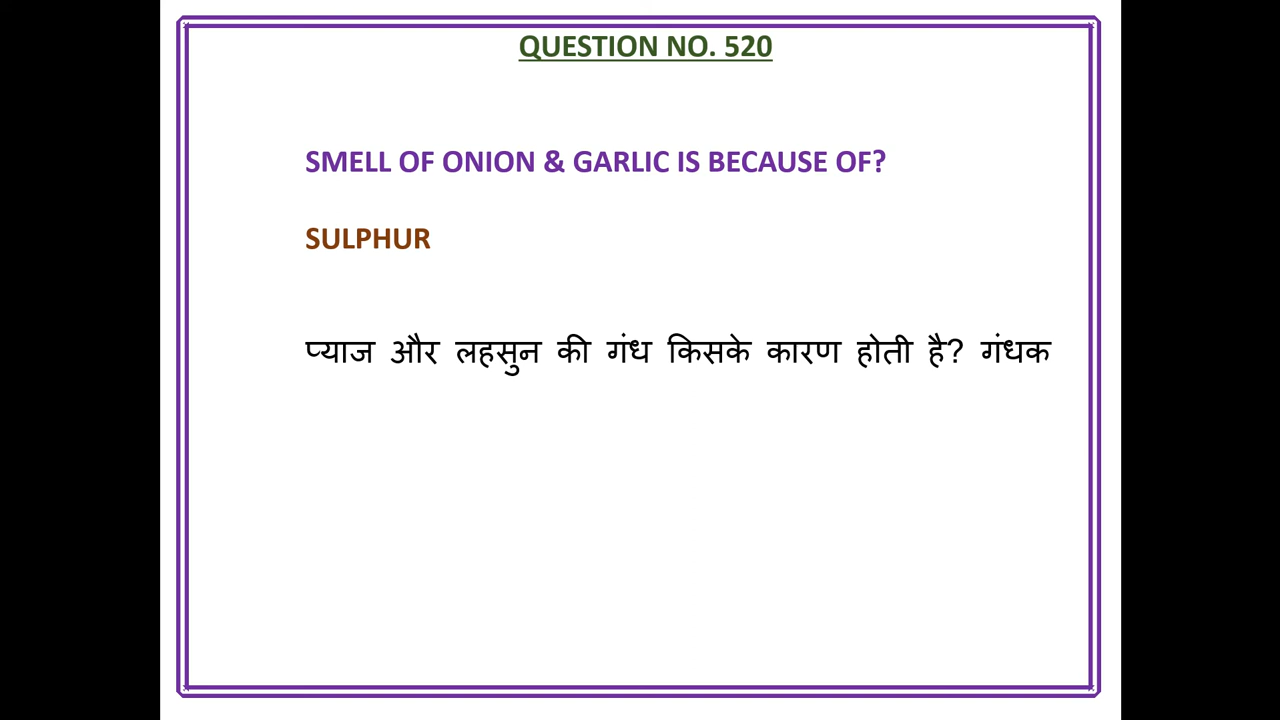 QUESTION NO. 520
SMELL OF ONION & GARLIC IS BECAUSE OF?
SULPHUR
प्याज और लहसुन की गंध किसके कारण होती है? गंधक